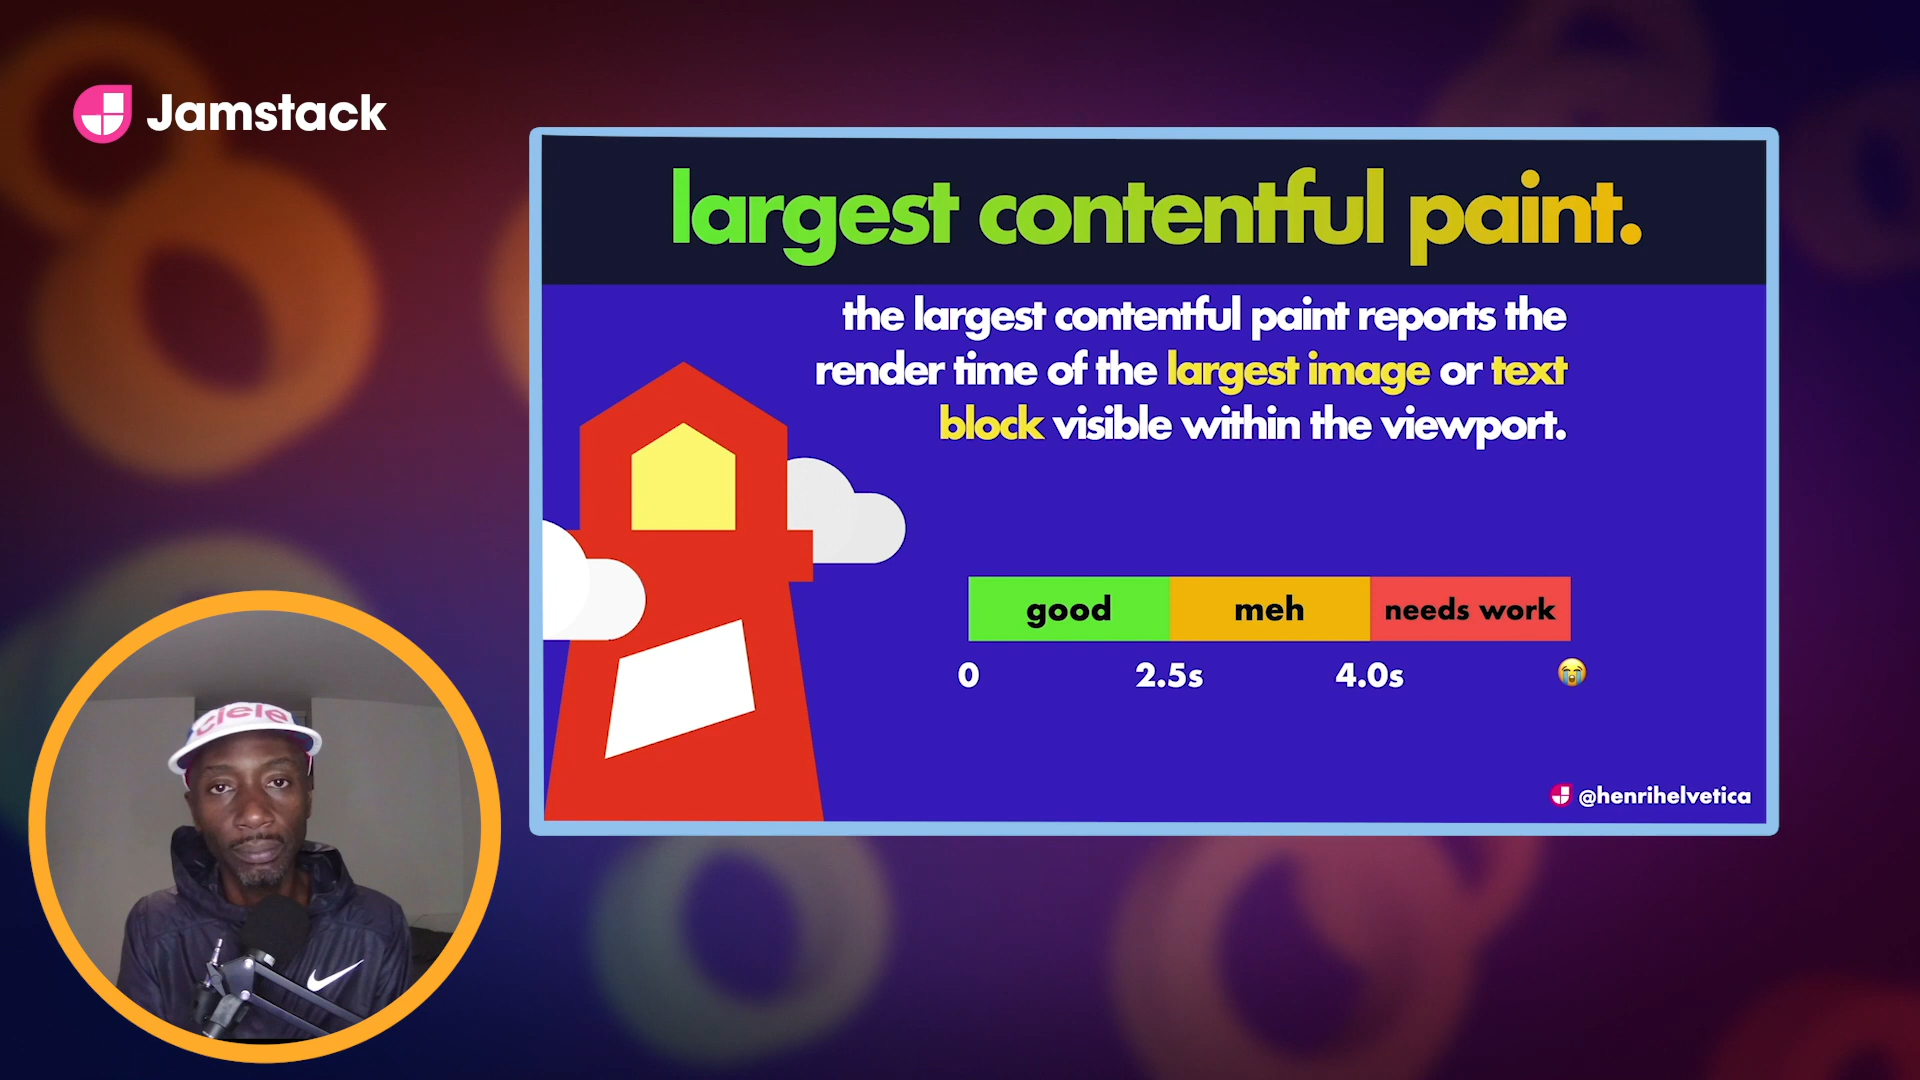 Jamstack
largest contentful paint.
the largest contentful paint reports the
render time of the largest image or text
block visible within the viewport.
good meh needs work
0 2.5s 4.0s 😭
@henrihelvetica
ciele